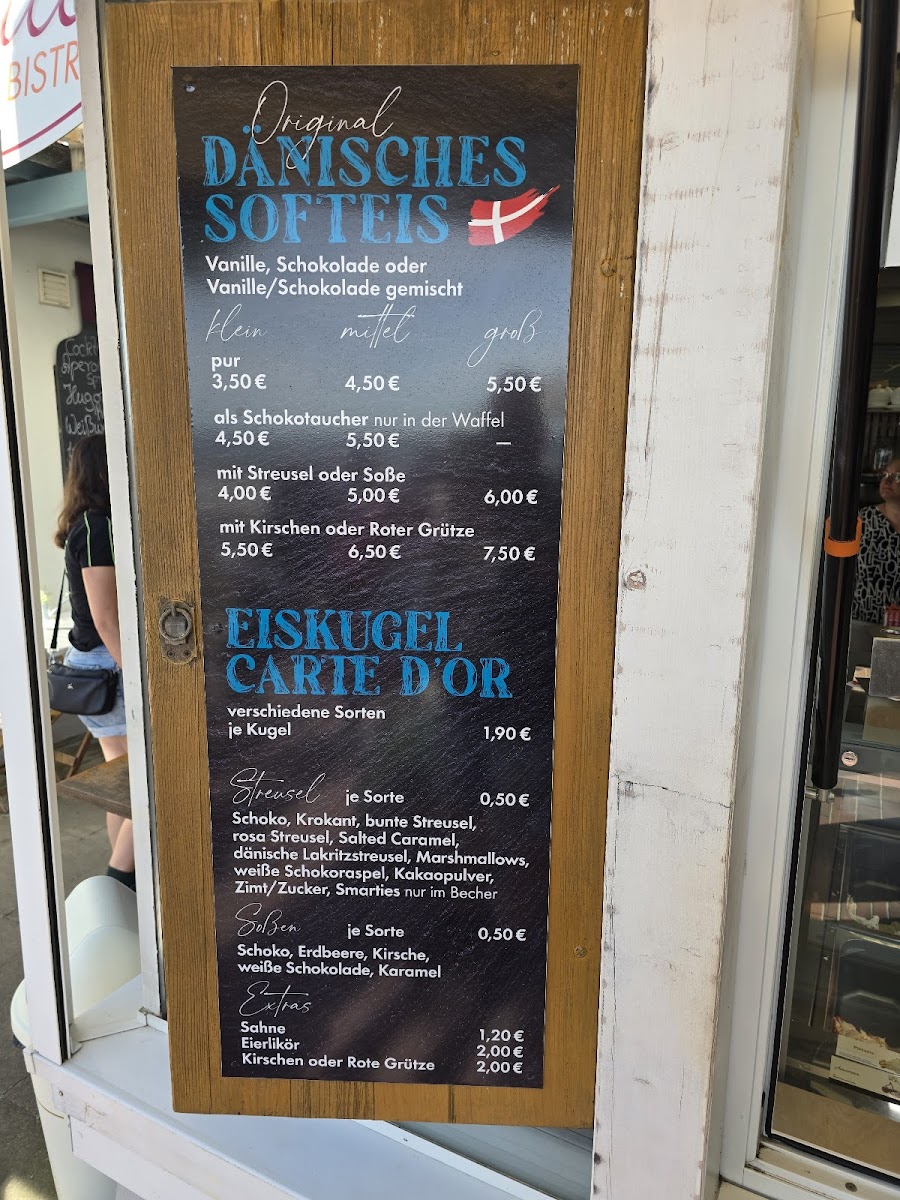 BISTR
Original
DÄNISCHES
SOFTEIS
Vanille, Schokolade oder
Vanille/Schokolade gemischt
klein mittel groß
pur
3,50 € 4,50 € 5,50 €
als Schokotaucher nur in der Waffel
4,50 € 5,50 € —
mit Streusel oder Soße
4,00 € 5,00 € 6,00 €
mit Kirschen oder Roter Grütze
5,50 € 6,50 € 7,50 €
EISKUGEL
CARTE D'OR
verschiedene Sorten
je Kugel 1,90 €
Streusel je Sorte 0,50 €
Schoko, Krokant, bunte Streusel,
rosa Streusel, Salted Caramel,
dänische Lakritzstreusel, Marshmallows,
weiße Schokoraspel, Kakaopulver,
Zimt/Zucker, Smarties nur im Becher
Soßen je Sorte 0,50 €
Schoko, Erdbeere, Kirsche,
weiße Schokolade, Karamel
Extras
Sahne 1,20 €
Eierlikör 2,00 €
Kirschen oder Rote Grütze 2,00 €